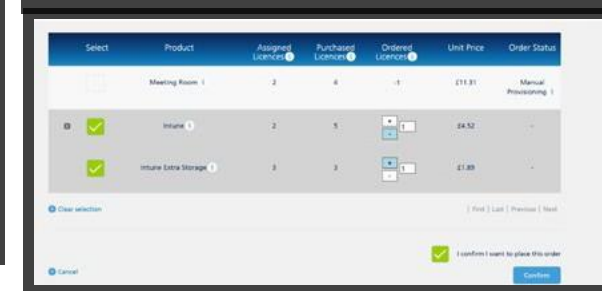 Select Product Assigned Licences Purchased Licences Ordered Licences Unit Price Order Status
Meeting Room 2 4 -1 £11.31 Manual Provisioning
Intune 2 5 + - 1 £4.52 -
Intune Extra Storage 3 3 + - 1 £1.89 -
Clear selection | First | Last | Previous | Next
I confirm I want to place this order
Cancel Confirm